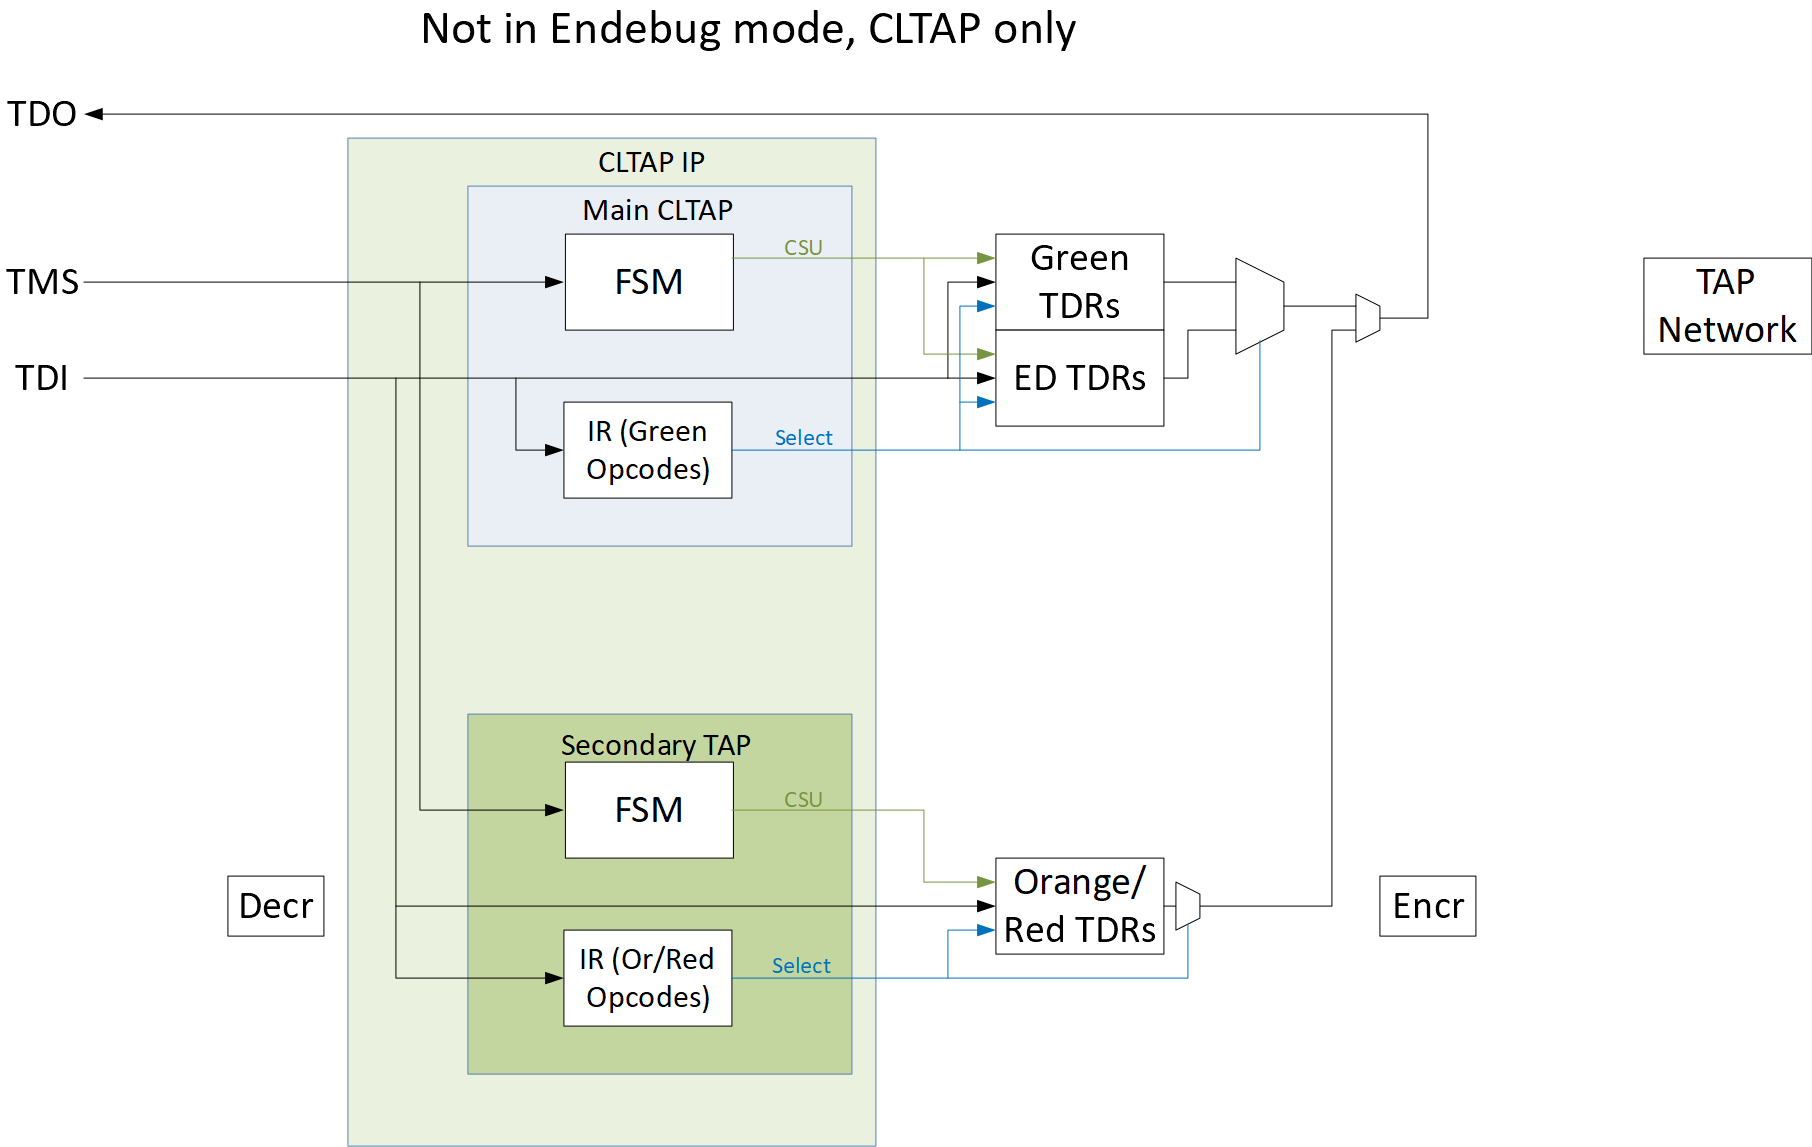 Not in Endebug mode, CLTAP only
TDO
CLTAP IP
Main CLTAP
CSU
FSM
Green
TDRs
TMS
TAP
Network
TDI
ED TDRs
IR (Green
Opcodes)
Select
Secondary TAP
FSM
CSU
Decr
Orange/
Red TDRs
Encr
IR (Or/Red
Opcodes)
Select